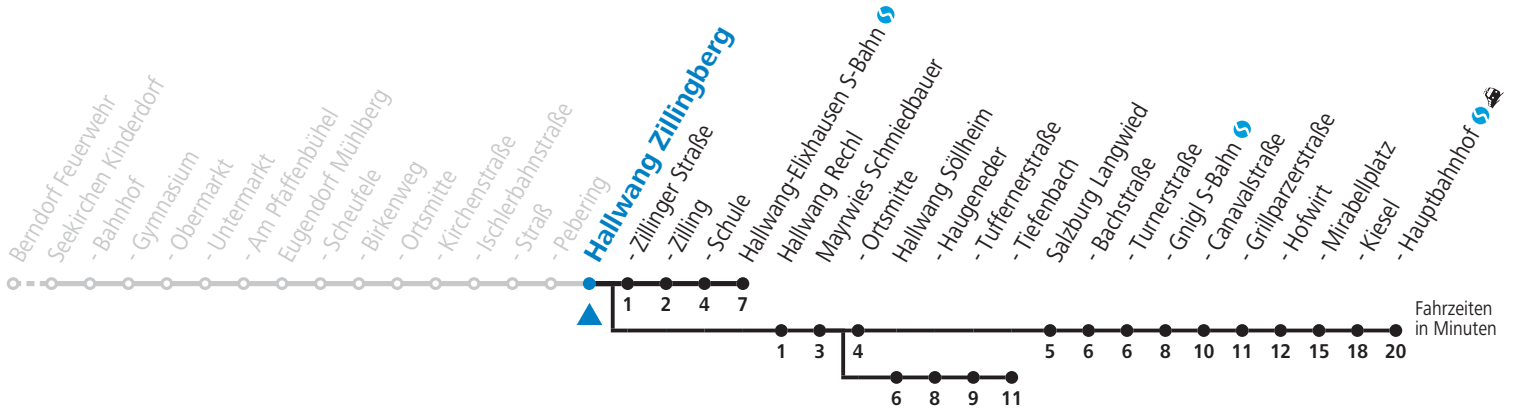 Berndorf Feuerwehr
Seekirchen Kinderdorf
- Bahnhof
- Gymnasium
- Obermarkt
- Untermarkt
- Am Pfaffenbühel
Eugendorf Mühlberg
- Scheufele
- Birkenweg
- Ortsmitte
- Kirchenstraße
- Ischlerbahnstraße
- Straß
- Pebering
Hallwang Zillingberg
- Zillinger Straße
- Zilling
- Schule
Hallwang-Elixhausen S-Bahn
Hallwang Rechl
Mayrwies Schmiedbauer
- Ortsmitte
Hallwang Söllheim
- Haugeneder
- Tuffernerstraße
- Tiefenbach
Salzburg Langwied
- Bachstraße
- Turnerstraße
- Gnigl S-Bahn
- Canavalstraße
- Grillparzerstraße
- Hofwirt
- Mirabellplatz
- Kiesel
- Hauptbahnhof
1 2 4 7
Fahrzeiten
in Minuten
1 3 4 5 6 6 8 10 11 12 15 18 20
6 8 9 11